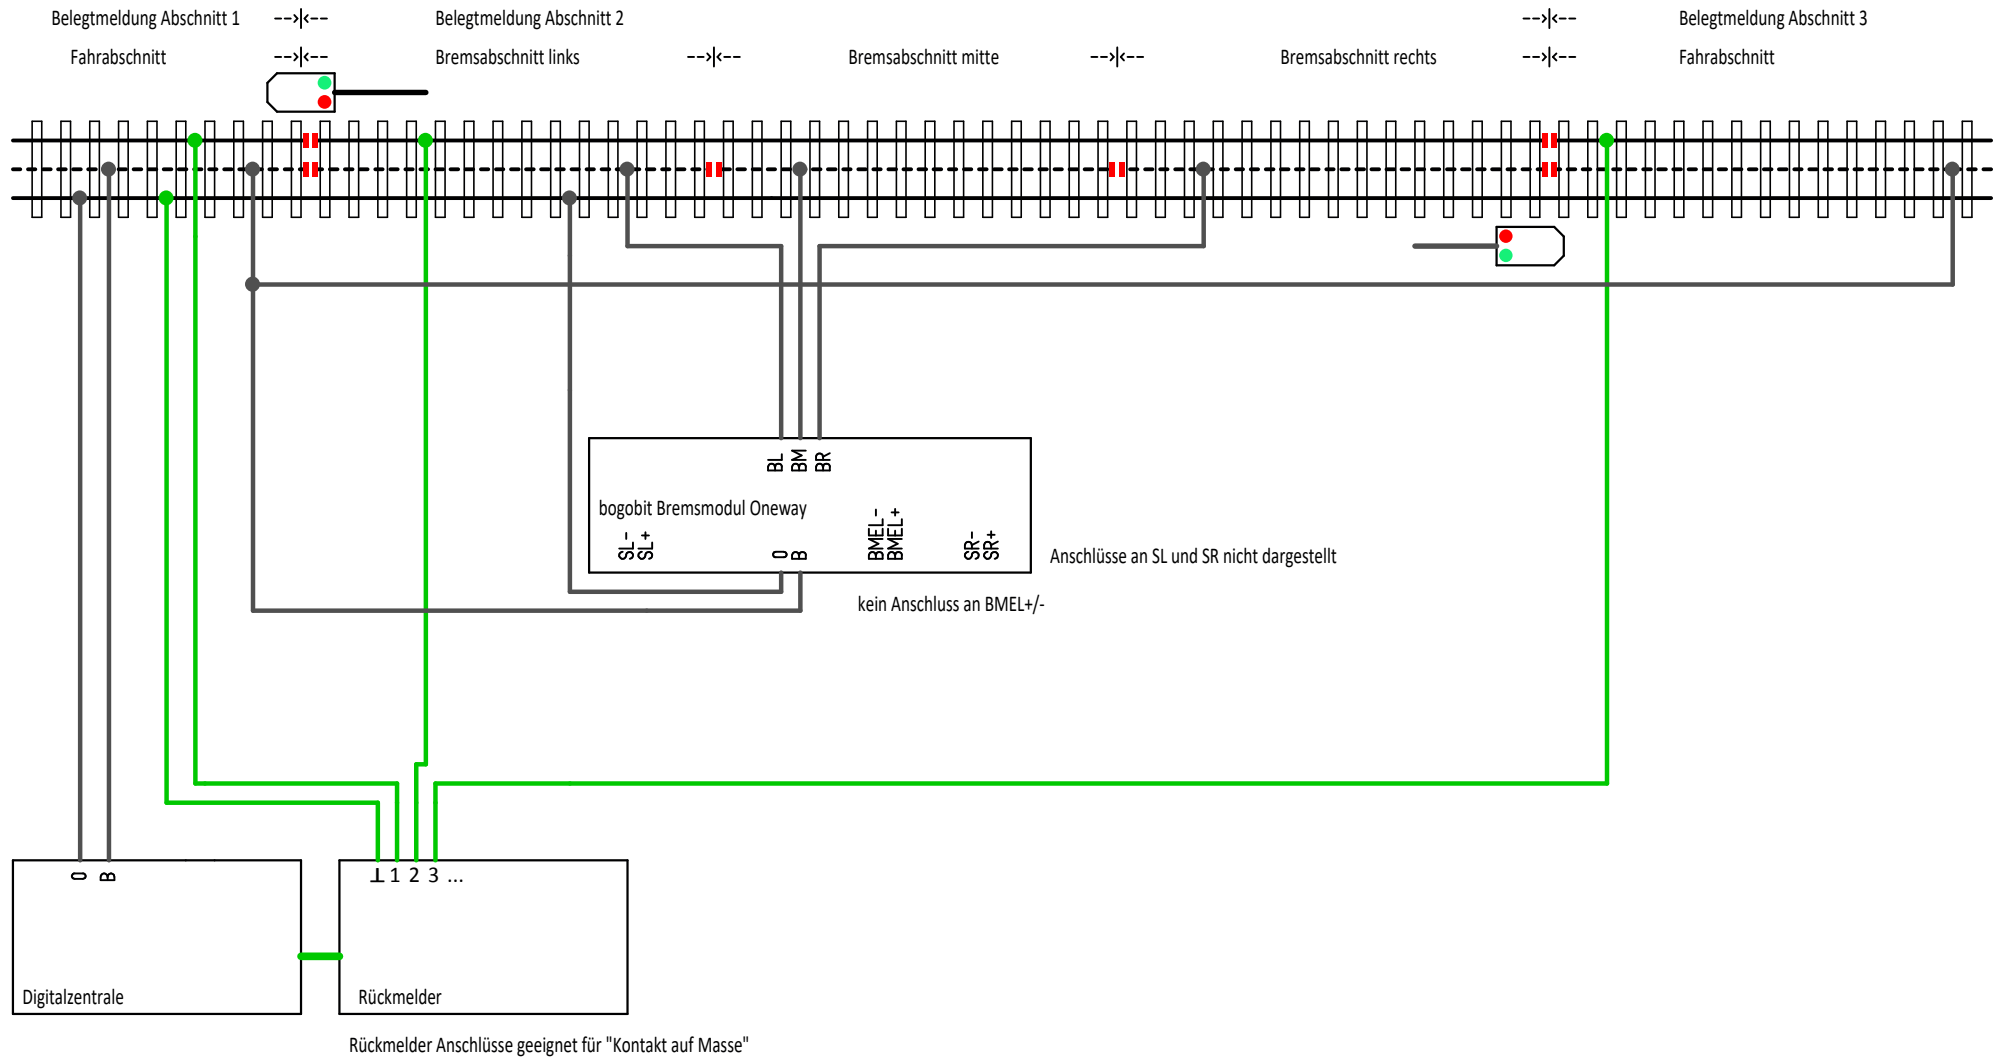 Belegtmeldung Abschnitt 1 -->|<-- Belegtmeldung Abschnitt 2 -->|<-- Belegtmeldung Abschnitt 3
Fahrabschnitt -->|<-- Bremsabschnitt links -->|<-- Bremsabschnitt mitte -->|<-- Bremsabschnitt rechts -->|<-- Fahrabschnitt
BL BM BR
bogobit Bremsmodul Oneway
SL- SL+ 0 B BMEL- BMEL+ SR- SR+
Anschlüsse an SL und SR nicht dargestellt
kein Anschluss an BMEL+/-
0 B
⊥ 1 2 3 ...
Digitalzentrale
Rückmelder
Rückmelder Anschlüsse geeignet für "Kontakt auf Masse"